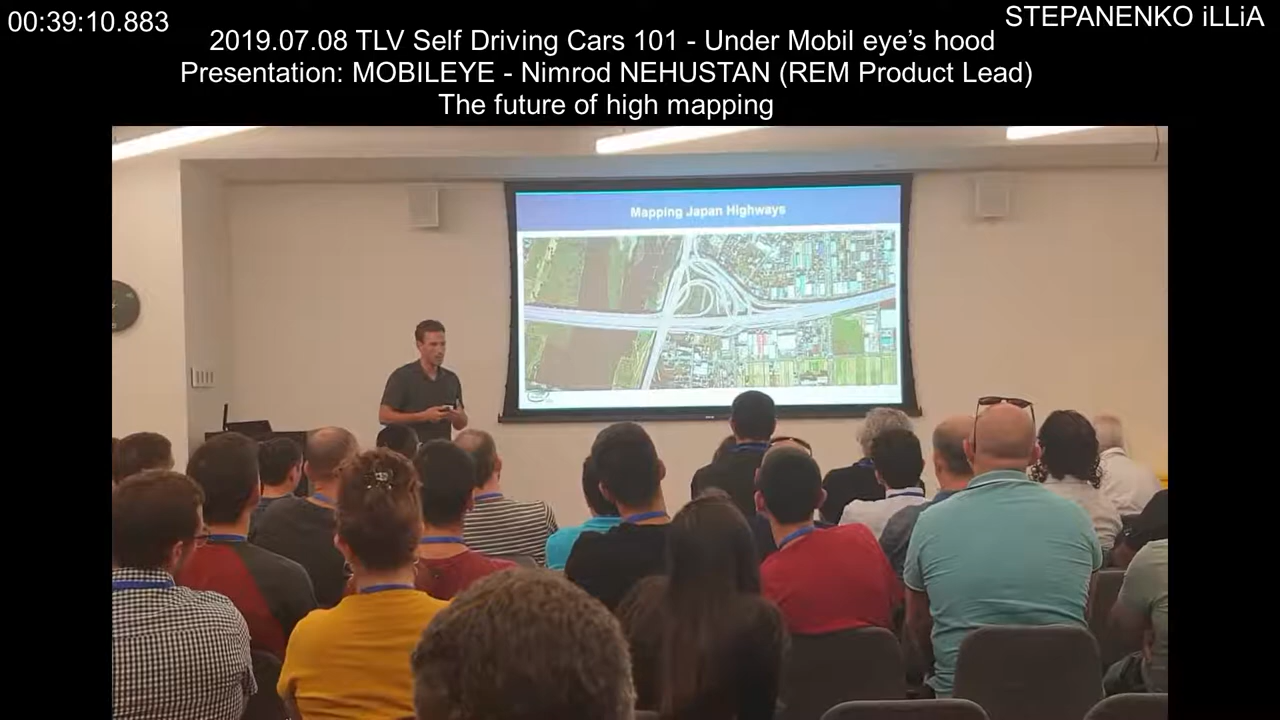 00:39:10.883
STEPANENKO iLLiA
2019.07.08 TLV Self Driving Cars 101 - Under Mobil eye’s hood
Presentation: MOBILEYE - Nimrod NEHUSTAN (REM Product Lead)
The future of high mapping
Mapping Japan Highways